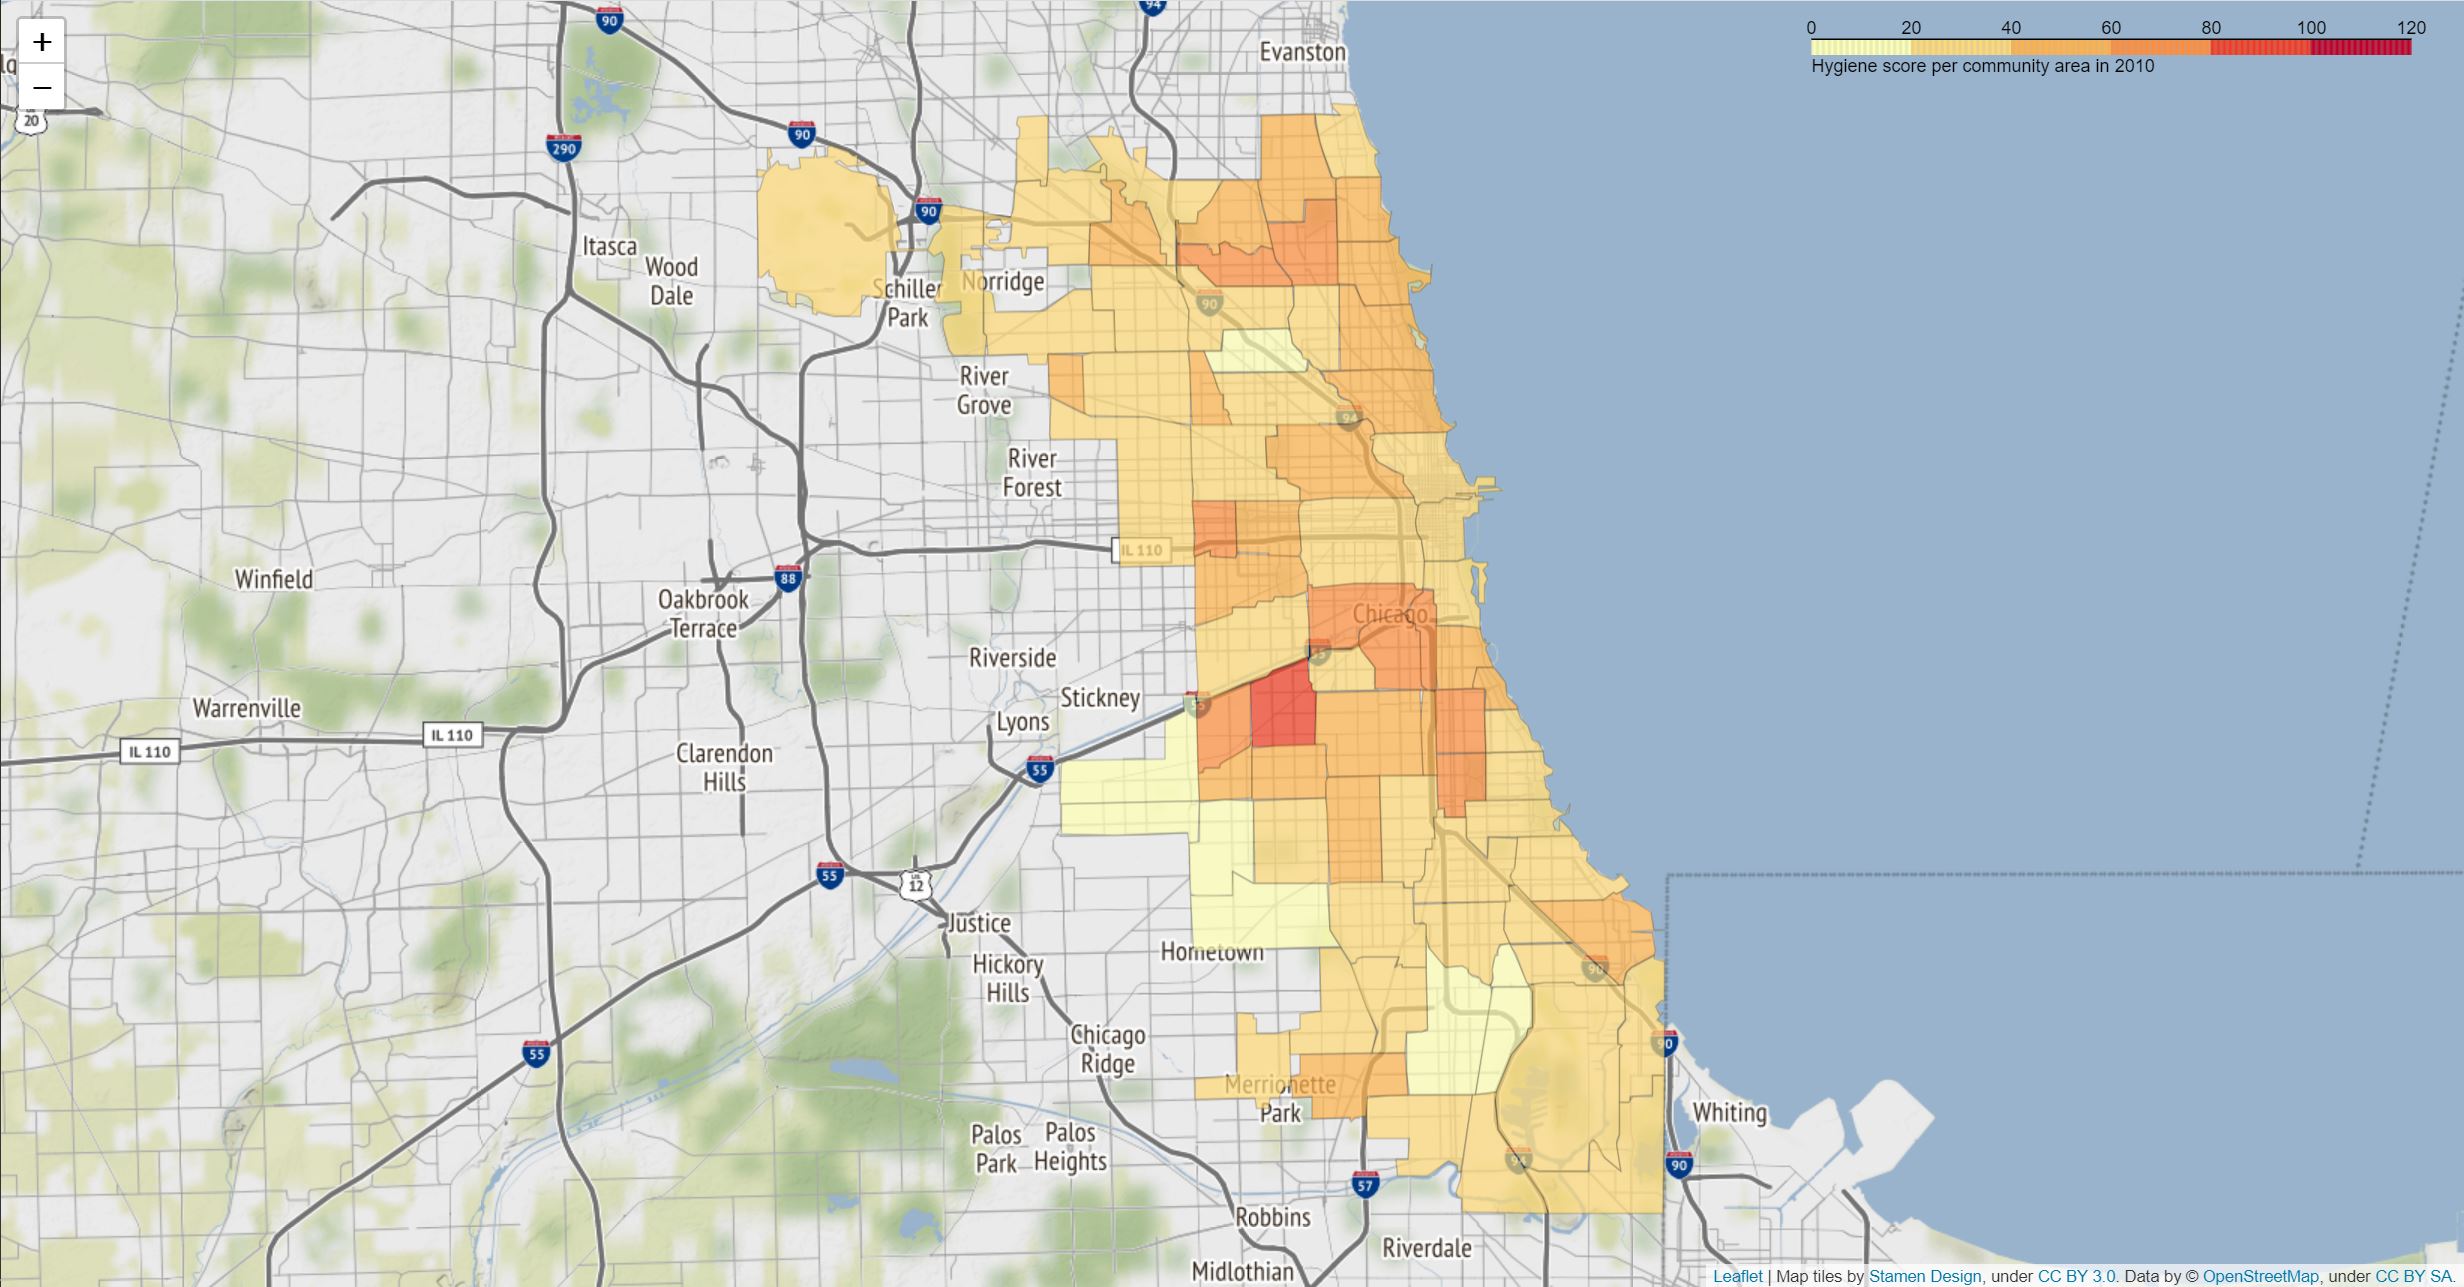 94
90
Evanston
0 20 40 60 80 100 120
Hygiene score per community area in 2010
+
−
20
90
290
90
Itasca
Wood
Dale
Schiller
Park
Norridge
90
River
Grove
94
River
Forest
IL 110
Winfield
88
Oakbrook
Terrace
Chicago
Riverside
55
Stickney
55
Warrenville
Lyons
IL 110
IL 110
Clarendon
Hills
55
55
12
Justice
Hometown
Hickory
Hills
90
Chicago
Ridge
55
90
Merrionette
Park
Whiting
Palos
Park
Palos
Heights
94
90
57
Robbins
Riverdale
Midlothian
Leaflet | Map tiles by Stamen Design, under CC BY 3.0. Data by © OpenStreetMap, under CC BY SA.